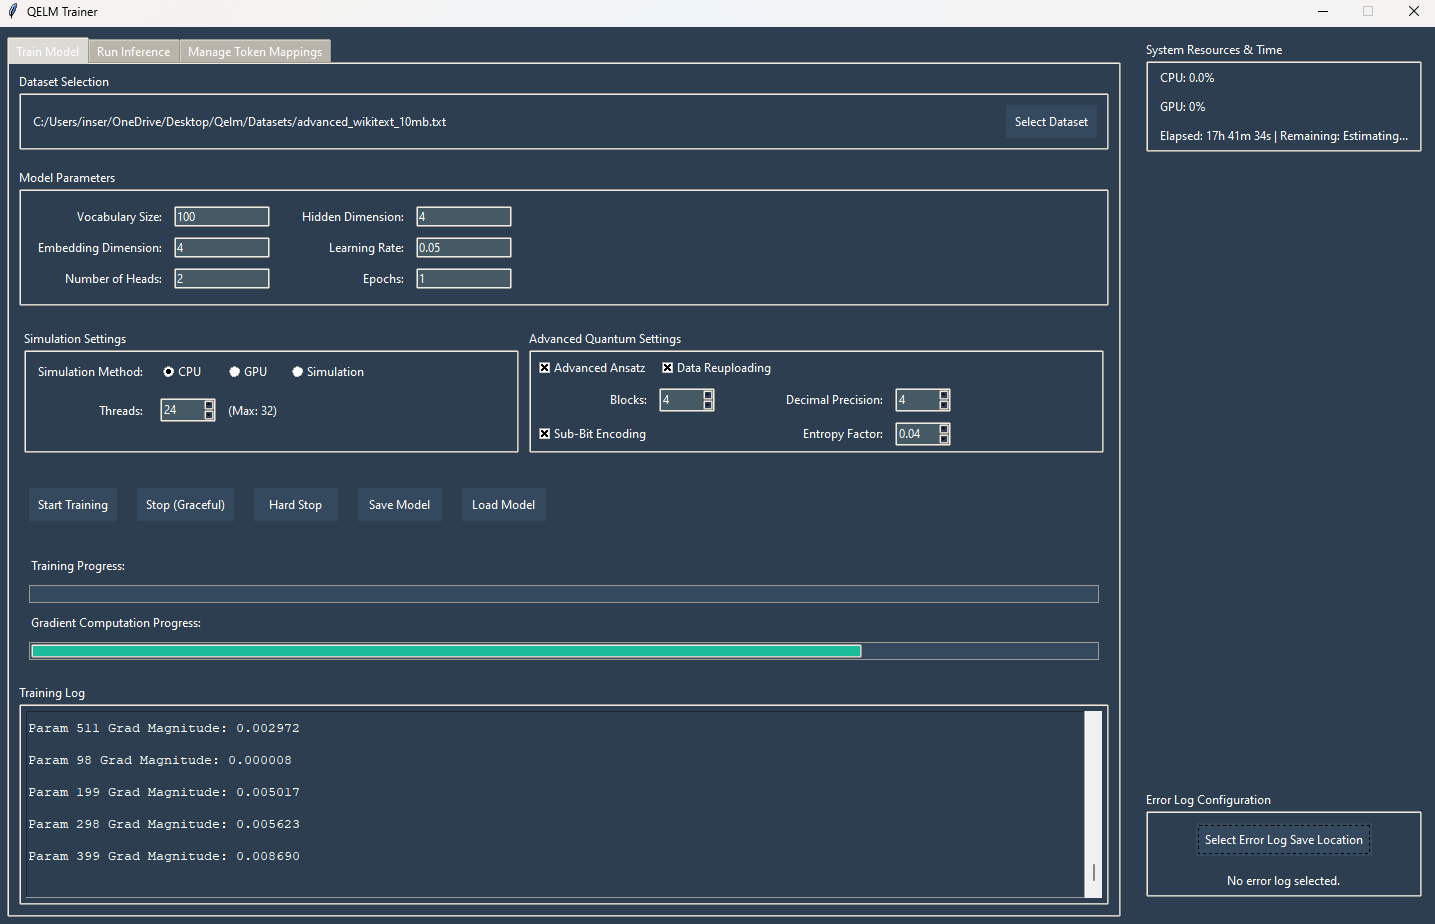 QELM Trainer
Train Model Run Inference Manage Token Mappings
Dataset Selection
C:/Users/inser/OneDrive/Desktop/Qelm/Datasets/advanced_wikitext_10mb.txt Select Dataset
Model Parameters
Vocabulary Size: 100 Hidden Dimension: 4
Embedding Dimension: 4 Learning Rate: 0.05
Number of Heads: 2 Epochs: 1
Simulation Settings
Simulation Method: CPU GPU Simulation
Threads: 24 (Max: 32)
Advanced Quantum Settings
Advanced Ansatz Data Reuploading
Blocks: 4 Decimal Precision: 4
Sub-Bit Encoding Entropy Factor: 0.04
Start Training Stop (Graceful) Hard Stop Save Model Load Model
Training Progress:
Gradient Computation Progress:
Training Log
Param 511 Grad Magnitude: 0.002972
Param 98 Grad Magnitude: 0.000008
Param 199 Grad Magnitude: 0.005017
Param 298 Grad Magnitude: 0.005623
Param 399 Grad Magnitude: 0.008690
System Resources & Time
CPU: 0.0%
GPU: 0%
Elapsed: 17h 41m 34s | Remaining: Estimating...
Error Log Configuration
Select Error Log Save Location
No error log selected.